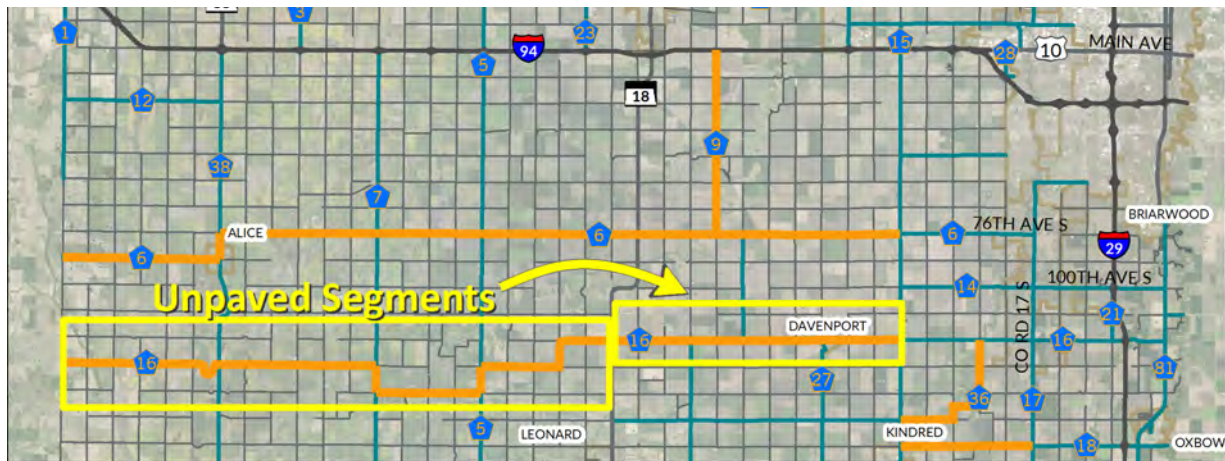 1
3
23
15
28
10
MAIN AVE
94
5
18
12
9
38
7
BRIARWOOD
ALICE
6
6
6
76TH AVE S
29
100TH AVE S
Unpaved Segments
14
CO RD 17 S
21
DAVENPORT
16
16
16
27
81
36
17
5
LEONARD
KINDRED
18
OXBOW